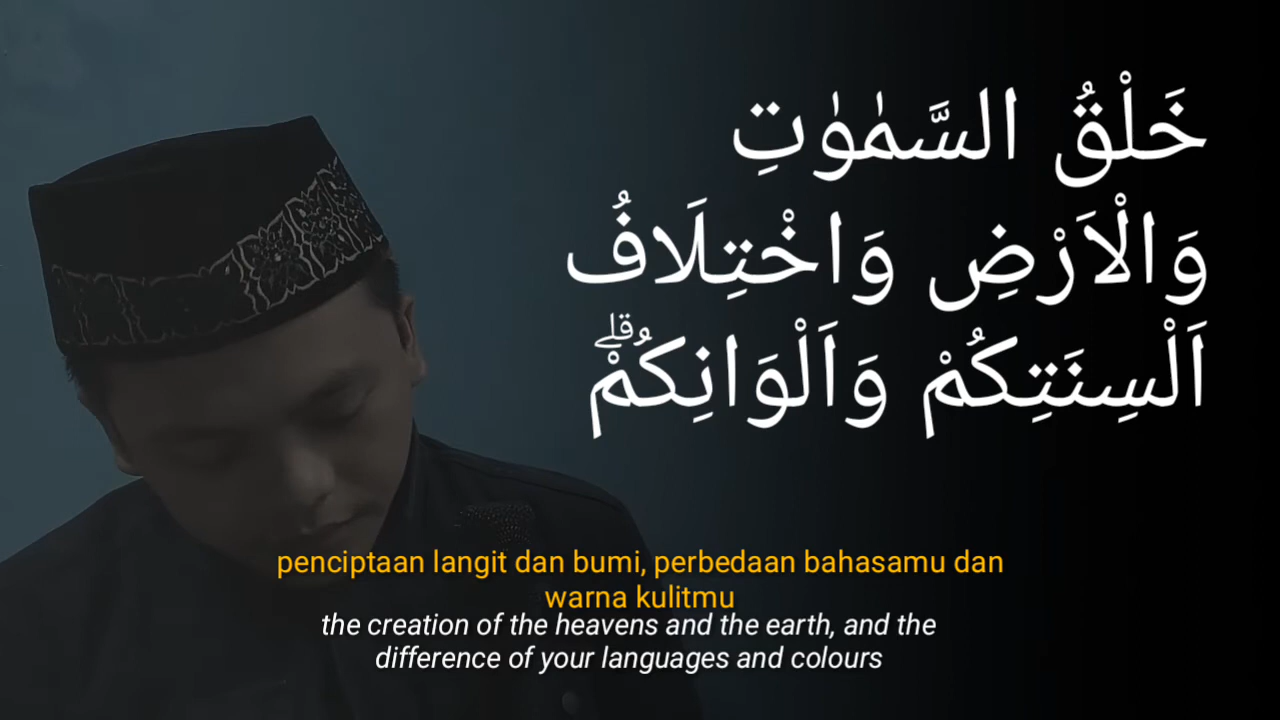 خَلْقُ السَّمٰوٰتِ
وَالْاَرْضِ وَاخْتِلَافُ
اَلْسِنَتِكُمْ وَاَلْوَانِكُمْۗ
penciptaan langit dan bumi, perbedaan bahasamu dan
warna kulitmu
the creation of the heavens and the earth, and the
difference of your languages and colours